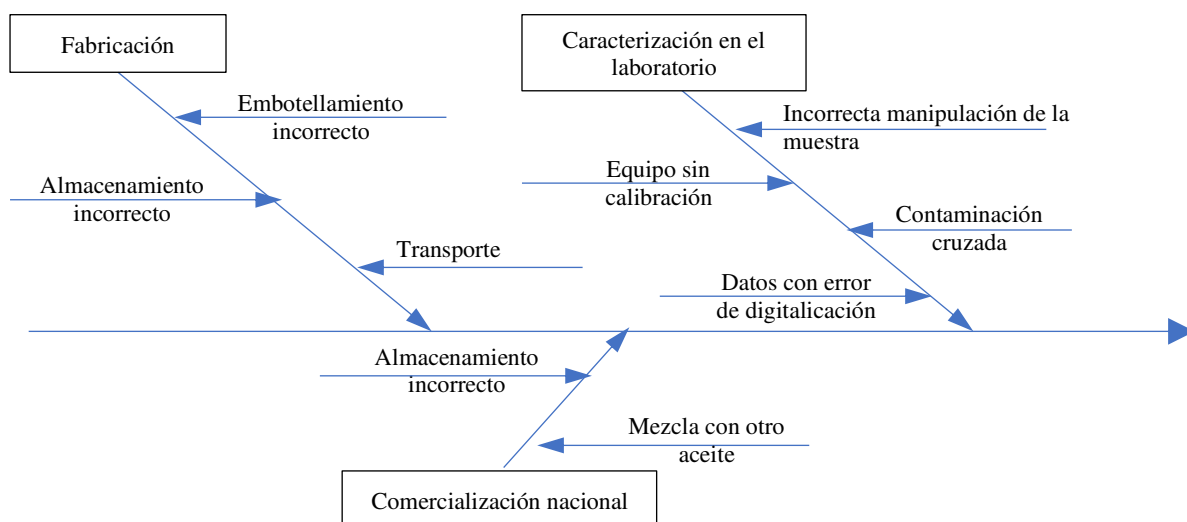 Fabricación
Embotellamiento
incorrecto
Almacenamiento
incorrecto
Transporte
Caracterización en el
laboratorio
Incorrecta manipulación de la
muestra
Equipo sin
calibración
Contaminación
cruzada
Datos con error
de digitalicación
Almacenamiento
incorrecto
Mezcla con otro
aceite
Comercialización nacional